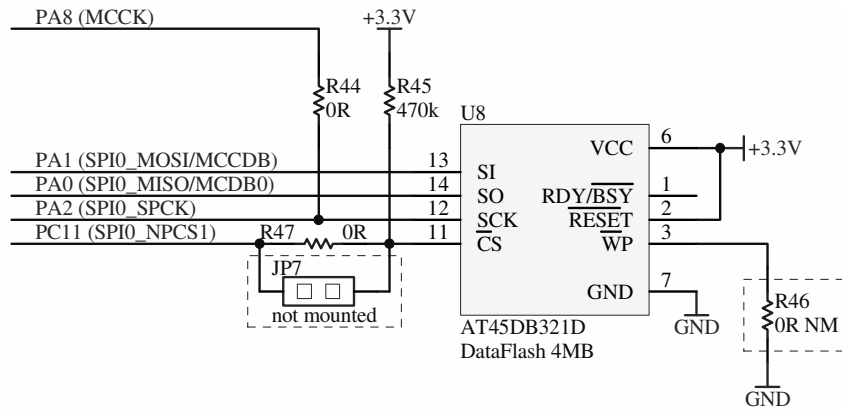 PA8 (MCCK)
+3.3V
R44
0R
R45
470k
U8
VCC
6
+3.3V
PA1 (SPI0_MOSI/MCCDB)
13
SI
PA0 (SPI0_MISO/MCDB0)
14
SO
RDY/BSY
1
PA2 (SPI0_SPCK)
12
SCK
RESET
2
PC11 (SPI0_NPCS1)
R47
0R
11
CS
WP
3
JP7
not mounted
GND
7
GND
R46
0R NM
AT45DB321D
DataFlash 4MB
GND